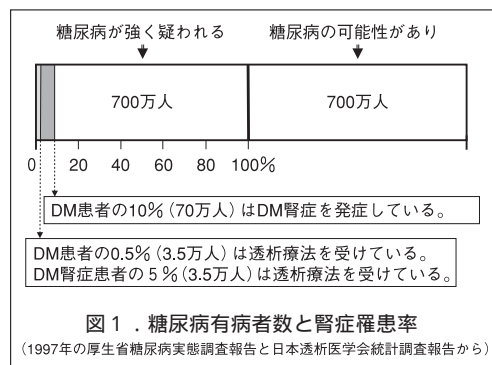 糖尿病が強く疑われる 糖尿病の可能性があり
700万人 700万人
0 20 40 60 80 100%
DM患者の10%(70万人)はDM腎症を発症している。
DM患者の0.5%(3.5万人)は透析療法を受けている。
DM腎症患者の5%(3.5万人)は透析療法を受けている。
図1．糖尿病有病者数と腎症罹患率
(1997年の厚生省糖尿病実態調査報告と日本透析医学会統計調査報告から)